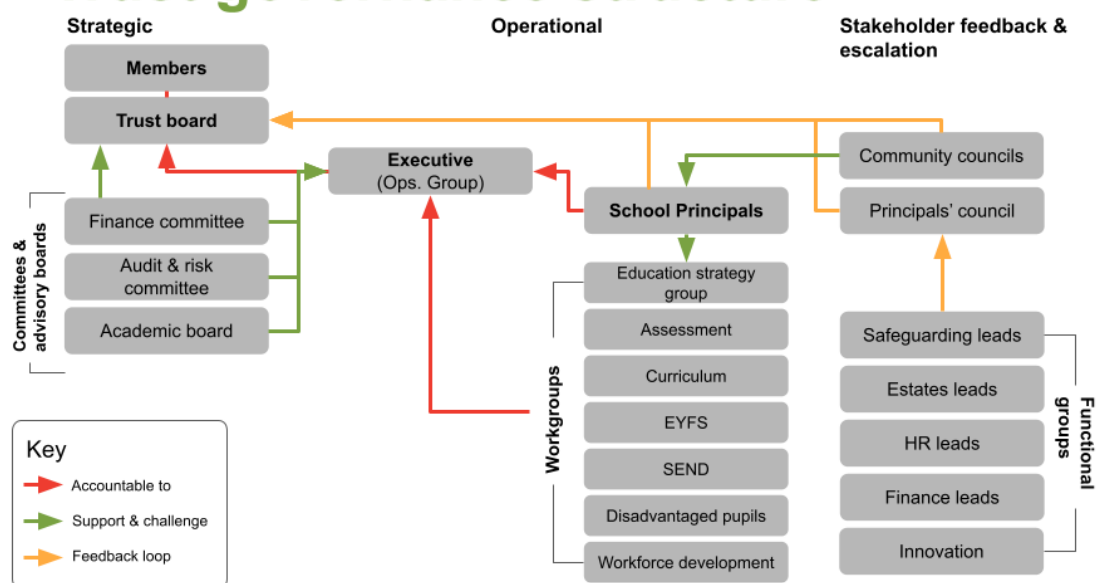 Strategic
Operational
Stakeholder feedback &
escalation
Members
Trust board
Executive
(Ops. Group)
Community councils
Principals' council
School Principals
Committees &
advisory boards
Finance committee
Audit & risk
committee
Academic board
Education strategy
group
Assessment
Curriculum
EYFS
SEND
Disadvantaged pupils
Workforce development
Workgroups
Safeguarding leads
Estates leads
HR leads
Finance leads
Innovation
Functional
groups
Key
Accountable to
Support & challenge
Feedback loop